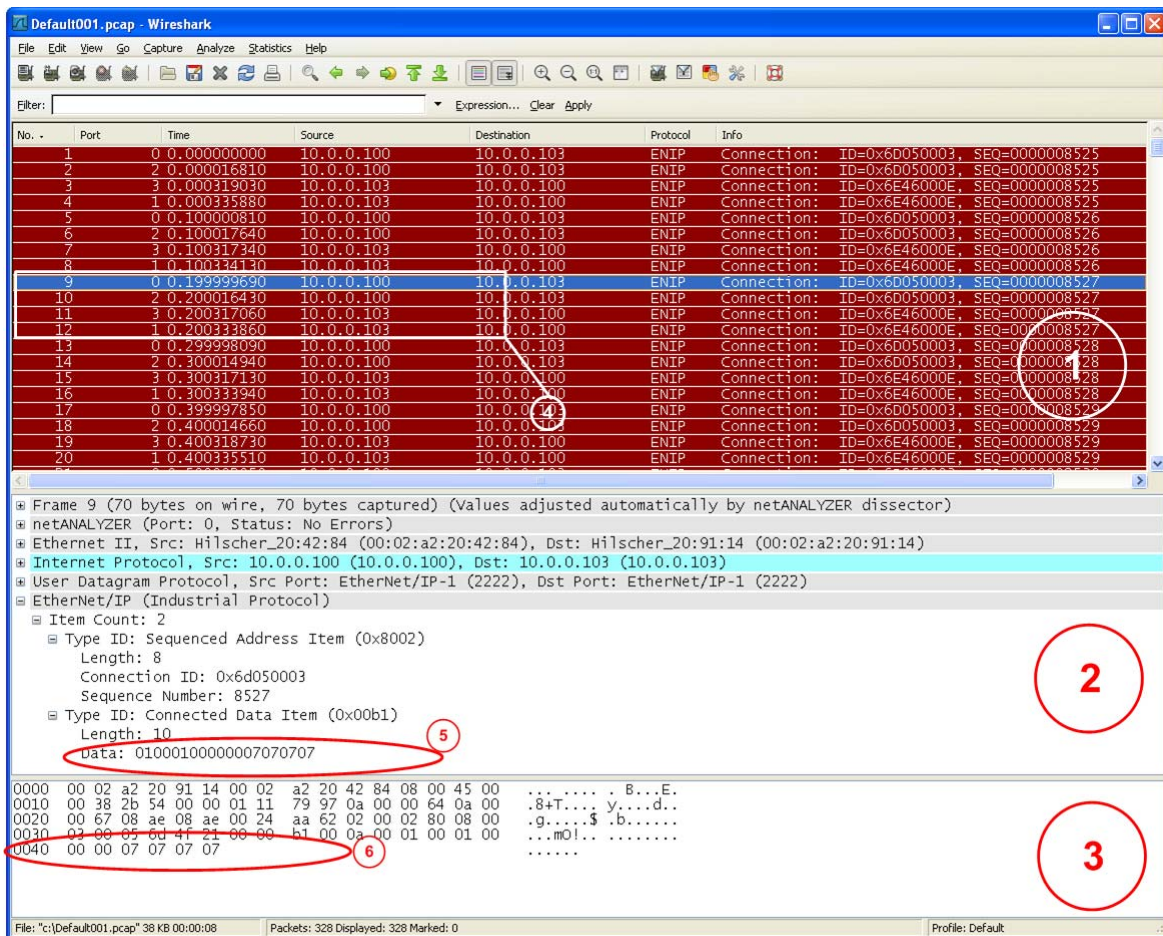 Default001.pcap - Wireshark
File Edit View Go Capture Analyze Statistics Help
Filter: Expression... Clear Apply
No. . Port Time Source Destination Protocol Info
1 0 0.000000000 10.0.0.100 10.0.0.103 ENIP Connection: ID=0x6D050003, SEQ=0000008525
2 2 0.000016810 10.0.0.100 10.0.0.103 ENIP Connection: ID=0x6D050003, SEQ=0000008525
3 3 0.000319030 10.0.0.103 10.0.0.100 ENIP Connection: ID=0x6E46000E, SEQ=0000008525
4 1 0.000335880 10.0.0.103 10.0.0.100 ENIP Connection: ID=0x6E46000E, SEQ=0000008525
5 0 0.100000810 10.0.0.100 10.0.0.103 ENIP Connection: ID=0x6D050003, SEQ=0000008526
6 2 0.100017640 10.0.0.100 10.0.0.103 ENIP Connection: ID=0x6D050003, SEQ=0000008526
7 3 0.100317340 10.0.0.103 10.0.0.100 ENIP Connection: ID=0x6E46000E, SEQ=0000008526
8 1 0.100334130 10.0.0.103 10.0.0.100 ENIP Connection: ID=0x6E46000E, SEQ=0000008526
9 0 0.199999690 10.0.0.100 10.0.0.103 ENIP Connection: ID=0x6D050003, SEQ=0000008527
10 2 0.200016430 10.0.0.100 10.0.0.103 ENIP Connection: ID=0x6D050003, SEQ=0000008527
11 3 0.200317060 10.0.0.103 10.0.0.100 ENIP Connection: ID=0x6E46000E, SEQ=0000008527
12 1 0.200333860 10.0.0.103 10.0.0.100 ENIP Connection: ID=0x6E46000E, SEQ=0000008527
13 0 0.299998090 10.0.0.100 10.0.0.103 ENIP Connection: ID=0x6D050003, SEQ=0000008528
14 2 0.300014940 10.0.0.100 10.0.0.103 ENIP Connection: ID=0x6D050003, SEQ=0000008528
15 3 0.300317130 10.0.0.103 10.0.0.100 ENIP Connection: ID=0x6E46000E, SEQ=0000008528
16 1 0.300333940 10.0.0.103 10.0.0.100 ENIP Connection: ID=0x6E46000E, SEQ=0000008528
17 0 0.399997850 10.0.0.100 10.0.0.103 ENIP Connection: ID=0x6D050003, SEQ=0000008529
18 2 0.400014660 10.0.0.100 10.0.0.103 ENIP Connection: ID=0x6D050003, SEQ=0000008529
19 3 0.400318730 10.0.0.103 10.0.0.100 ENIP Connection: ID=0x6E46000E, SEQ=0000008529
20 1 0.400335510 10.0.0.103 10.0.0.100 ENIP Connection: ID=0x6E46000E, SEQ=0000008529
1
4
Frame 9 (70 bytes on wire, 70 bytes captured) (Values adjusted automatically by netANALYZER dissector)
netANALYZER (Port: 0, Status: No Errors)
Ethernet II, Src: Hilscher_20:42:84 (00:02:a2:20:42:84), Dst: Hilscher_20:91:14 (00:02:a2:20:91:14)
Internet Protocol, Src: 10.0.0.100 (10.0.0.100), Dst: 10.0.0.103 (10.0.0.103)
User Datagram Protocol, Src Port: EtherNet/IP-1 (2222), Dst Port: EtherNet/IP-1 (2222)
EtherNet/IP (Industrial Protocol)
Item Count: 2
Type ID: Sequenced Address Item (0x8002)
Length: 8
Connection ID: 0x6d050003
Sequence Number: 8527
Type ID: Connected Data Item (0x00b1)
Length: 10
Data: 01000100000007070707
2
5
0000 00 02 a2 20 91 14 00 02 a2 20 42 84 08 00 45 00 ... .... . B...E.
0010 00 38 2b 54 00 00 01 11 79 97 0a 00 00 64 0a 00 .8+T.... y....d..
0020 00 67 08 ae 08 ae 00 24 aa 62 02 00 02 80 08 00 .g.....$ .b......
0030 03 00 05 6d 4f 21 00 00 b1 00 0a 00 01 00 01 00 ...mO!.. ........
0040 00 00 07 07 07 07 ......
6
3
File: "c:\Default001.pcap" 38 KB 00:00:08 Packets: 328 Displayed: 328 Marked: 0 Profile: Default